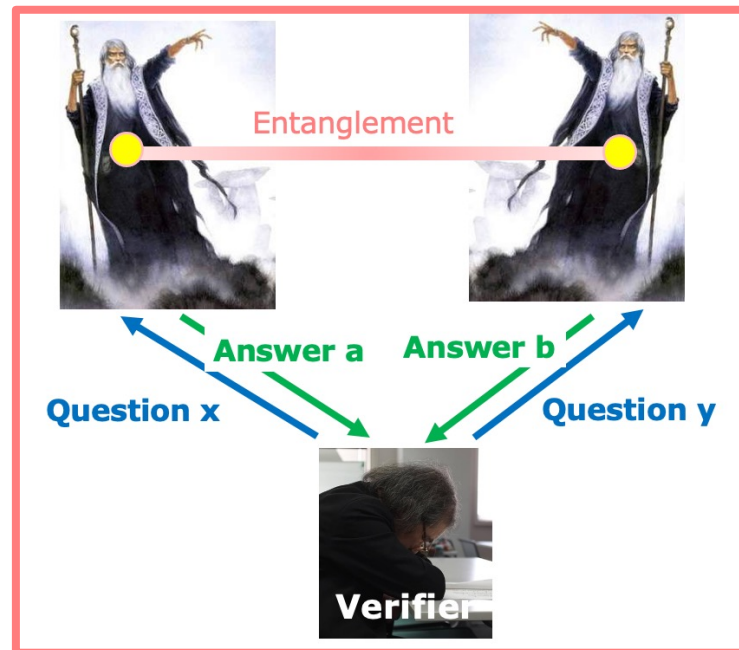 Entanglement
Answer a
Answer b
Question x
Question y
Verifier